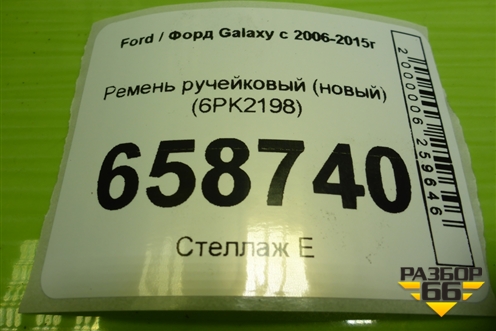 Ford / Форд Galaxy с 2006-2015г
Ремень ручейковый (новый)
(6PK2198)
658740
Стеллаж Е
2000006259646
РАЗБОР
66